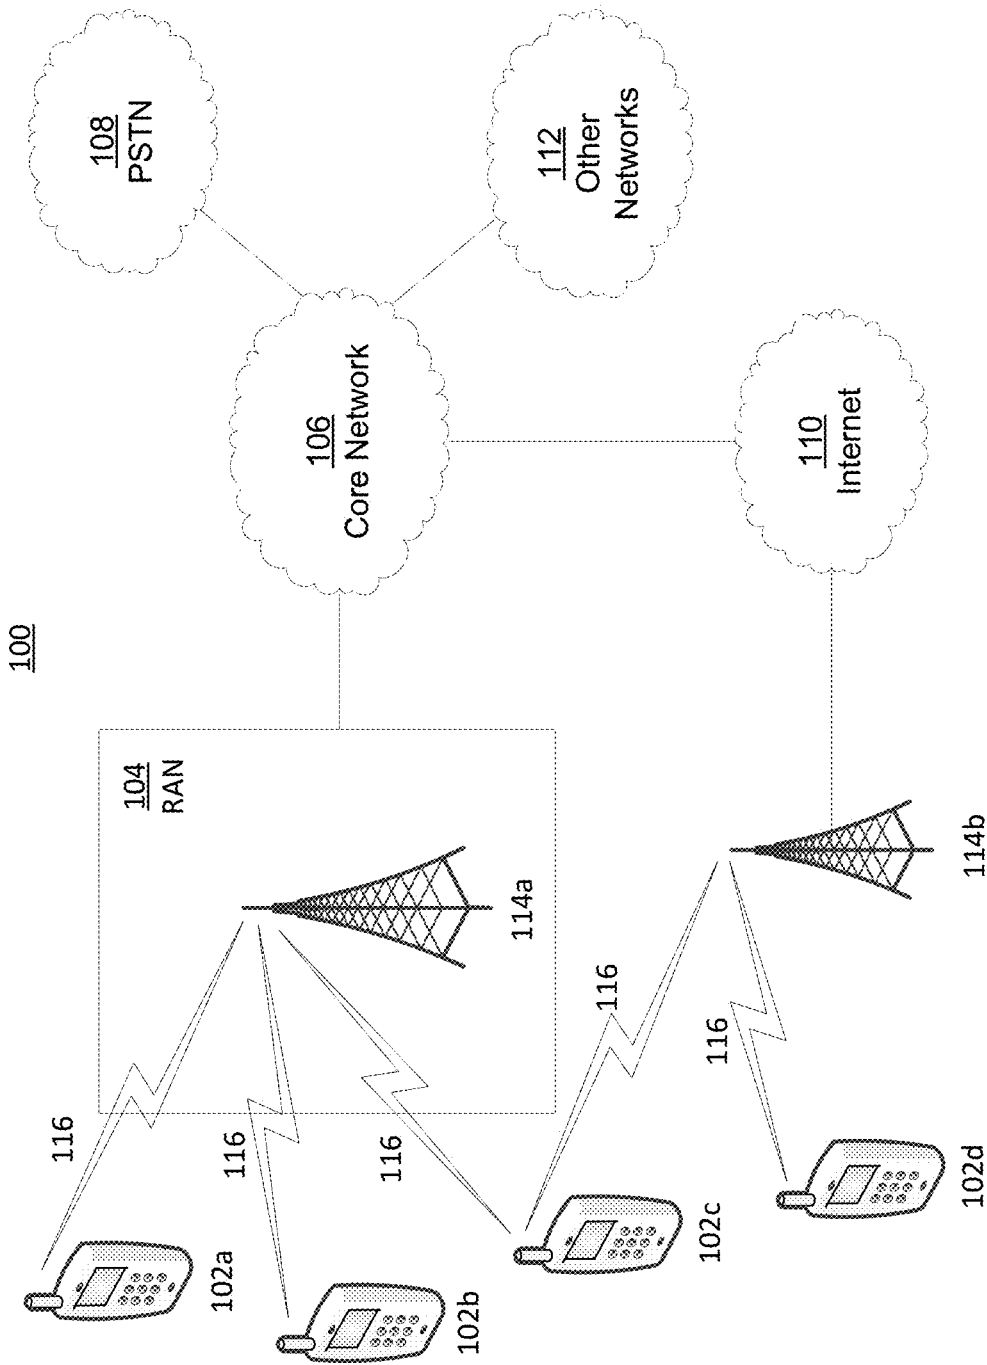 100
108
PSTN
106
Core Network
112
Other
Networks
110
Internet
104
RAN
114a
114b
116
116
116
116
116
102a
102b
102c
102d